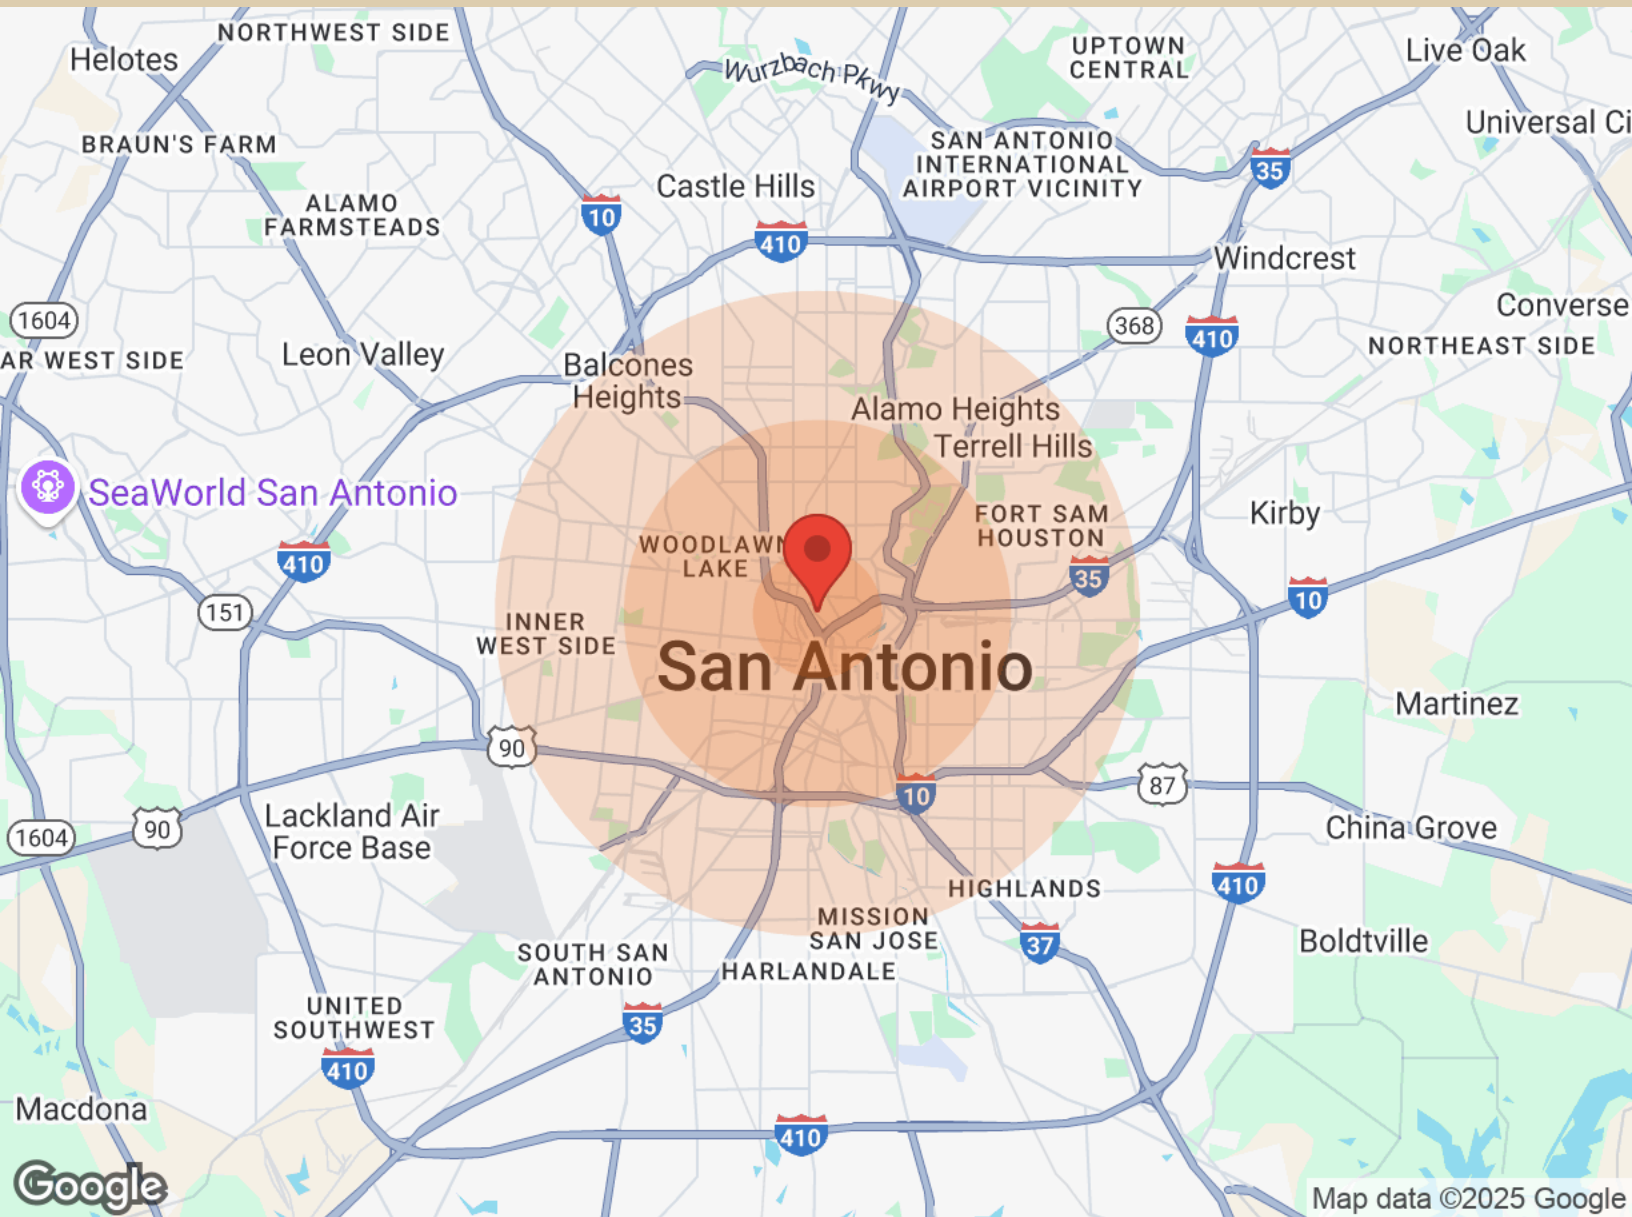 NORTHWEST SIDE
Helotes
Wurzbach Pkwy
UPTOWN
CENTRAL
Live Oak
Universal Ci
BRAUN'S FARM
SAN ANTONIO
INTERNATIONAL
AIRPORT VICINITY
35
Castle Hills
ALAMO
FARMSTEADS
10
410
Windcrest
Converse
1604
368
410
NORTHEAST SIDE
AR WEST SIDE
Leon Valley
Balcones
Heights
Alamo Heights
Terrell Hills
SeaWorld San Antonio
FORT SAM
HOUSTON
Kirby
WOODLAWN
LAKE
410
35
10
151
INNER
WEST SIDE
San Antonio
Martinez
90
87
10
Lackland Air
Force Base
90
1604
China Grove
HIGHLANDS
410
MISSION
SAN JOSE
37
Boldtville
SOUTH SAN
ANTONIO
HARLANDALE
UNITED
SOUTHWEST
35
410
Macdona
410
Google
Map data ©2025 Google